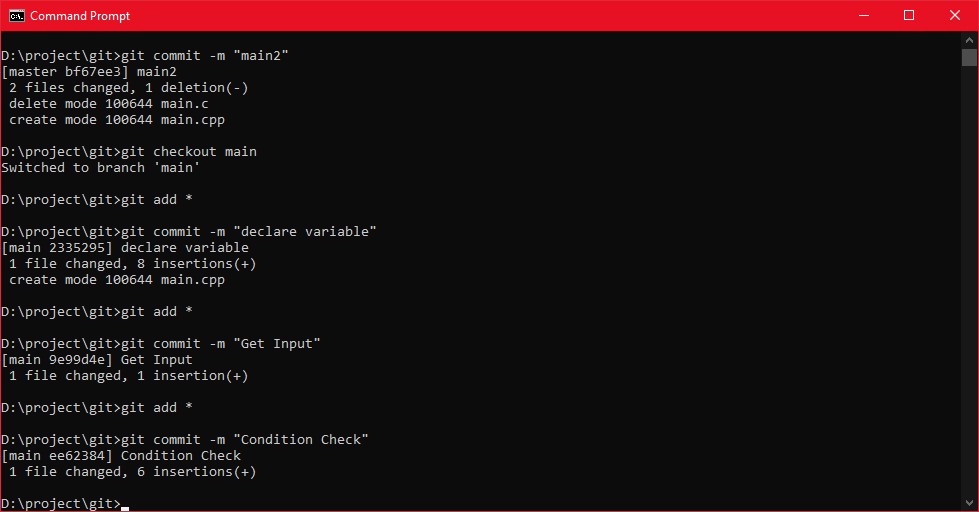 Command Prompt
D:\project\git>git commit -m "main2"
[master bf67ee3] main2
 2 files changed, 1 deletion(-)
 delete mode 100644 main.c
 create mode 100644 main.cpp
D:\project\git>git checkout main
Switched to branch 'main'
D:\project\git>git add *
D:\project\git>git commit -m "declare variable"
[main 2335295] declare variable
 1 file changed, 8 insertions(+)
 create mode 100644 main.cpp
D:\project\git>git add *
D:\project\git>git commit -m "Get Input"
[main 9e99d4e] Get Input
 1 file changed, 1 insertion(+)
D:\project\git>git add *
D:\project\git>git commit -m "Condition Check"
[main ee62384] Condition Check
 1 file changed, 6 insertions(+)
D:\project\git>